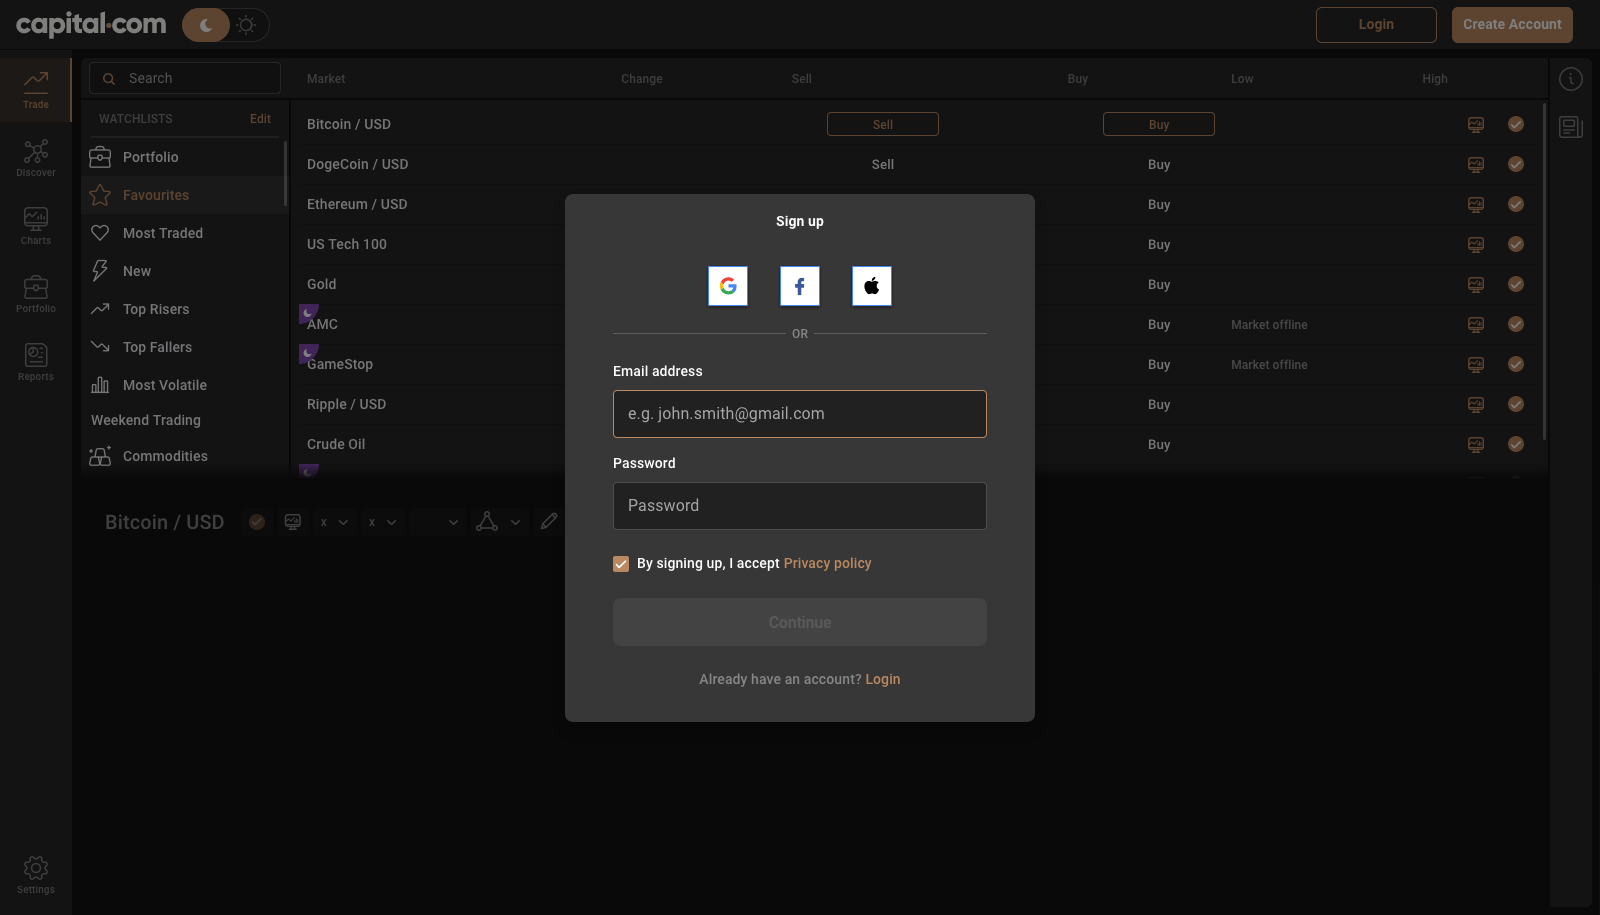 capital.com
Login
Create Account
Trade
Discover
Charts
Portfolio
Reports
Settings
Search
WATCHLISTS Edit
Portfolio
Favourites
Most Traded
New
Top Risers
Top Fallers
Most Volatile
Weekend Trading
Commodities
Market Change Sell Buy Low High
Bitcoin / USD Sell Buy
DogeCoin / USD Sell Buy
Ethereum / USD Buy
US Tech 100 Buy
Gold Buy
AMC Buy Market offline
GameStop Buy Market offline
Ripple / USD Buy
Crude Oil Buy
Bitcoin / USD x x
Sign up
OR
Email address
e.g. john.smith@gmail.com
Password
Password
By signing up, I accept Privacy policy
Continue
Already have an account? Login